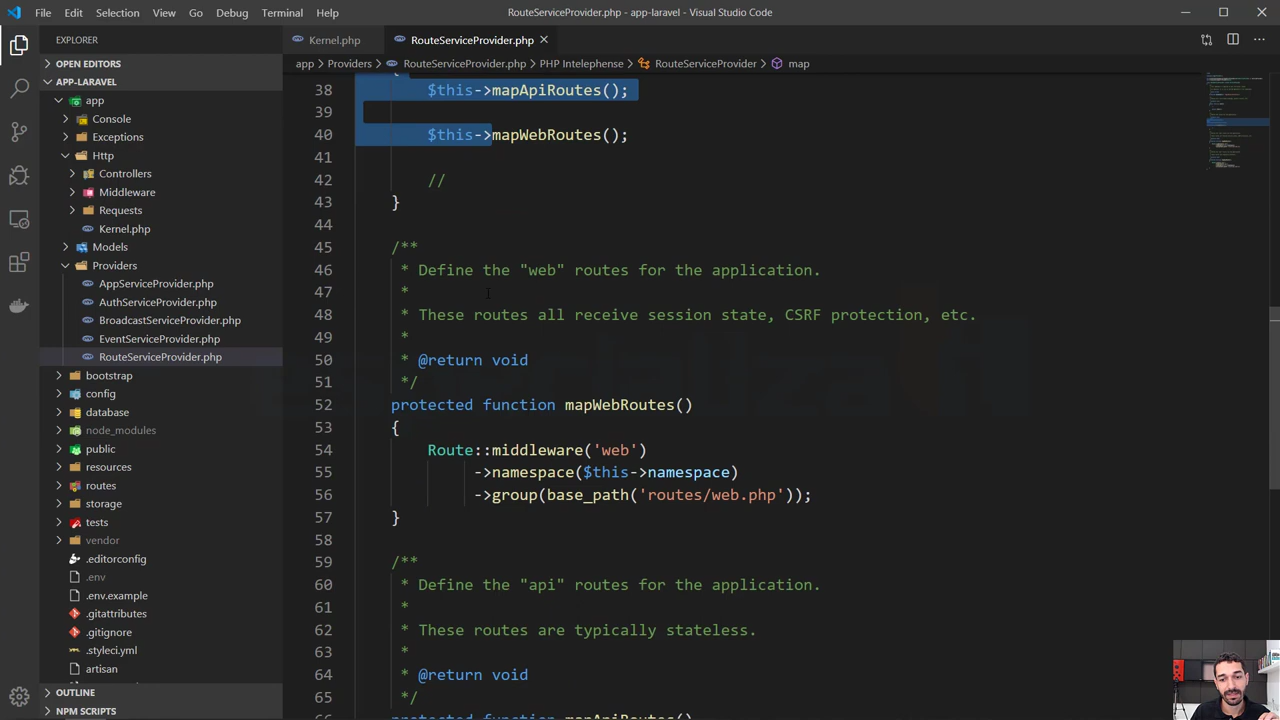 File Edit Selection View Go Debug Terminal Help
RouteServiceProvider.php - app-laravel - Visual Studio Code
EXPLORER
OPEN EDITORS
APP-LARAVEL
app
Console
Exceptions
Http
Controllers
Middleware
Requests
Kernel.php
Models
Providers
AppServiceProvider.php
AuthServiceProvider.php
BroadcastServiceProvider.php
EventServiceProvider.php
RouteServiceProvider.php
bootstrap
config
database
node_modules
public
resources
routes
storage
tests
vendor
.editorconfig
.env
.env.example
.gitattributes
.gitignore
.styleci.yml
artisan
OUTLINE
NPM SCRIPTS
Kernel.php RouteServiceProvider.php
app > Providers > RouteServiceProvider.php > PHP Intelephense > RouteServiceProvider > map
38 $this->mapApiRoutes();
39
40 $this->mapWebRoutes();
41
42 //
43 }
44
45 /**
46 * Define the "web" routes for the application.
47 *
48 * These routes all receive session state, CSRF protection, etc.
49 *
50 * @return void
51 */
52 protected function mapWebRoutes()
53 {
54 Route::middleware('web')
55 ->namespace($this->namespace)
56 ->group(base_path('routes/web.php'));
57 }
58
59 /**
60 * Define the "api" routes for the application.
61 *
62 * These routes are typically stateless.
63 *
64 * @return void
65 */
66 protected function mapApiRoutes()